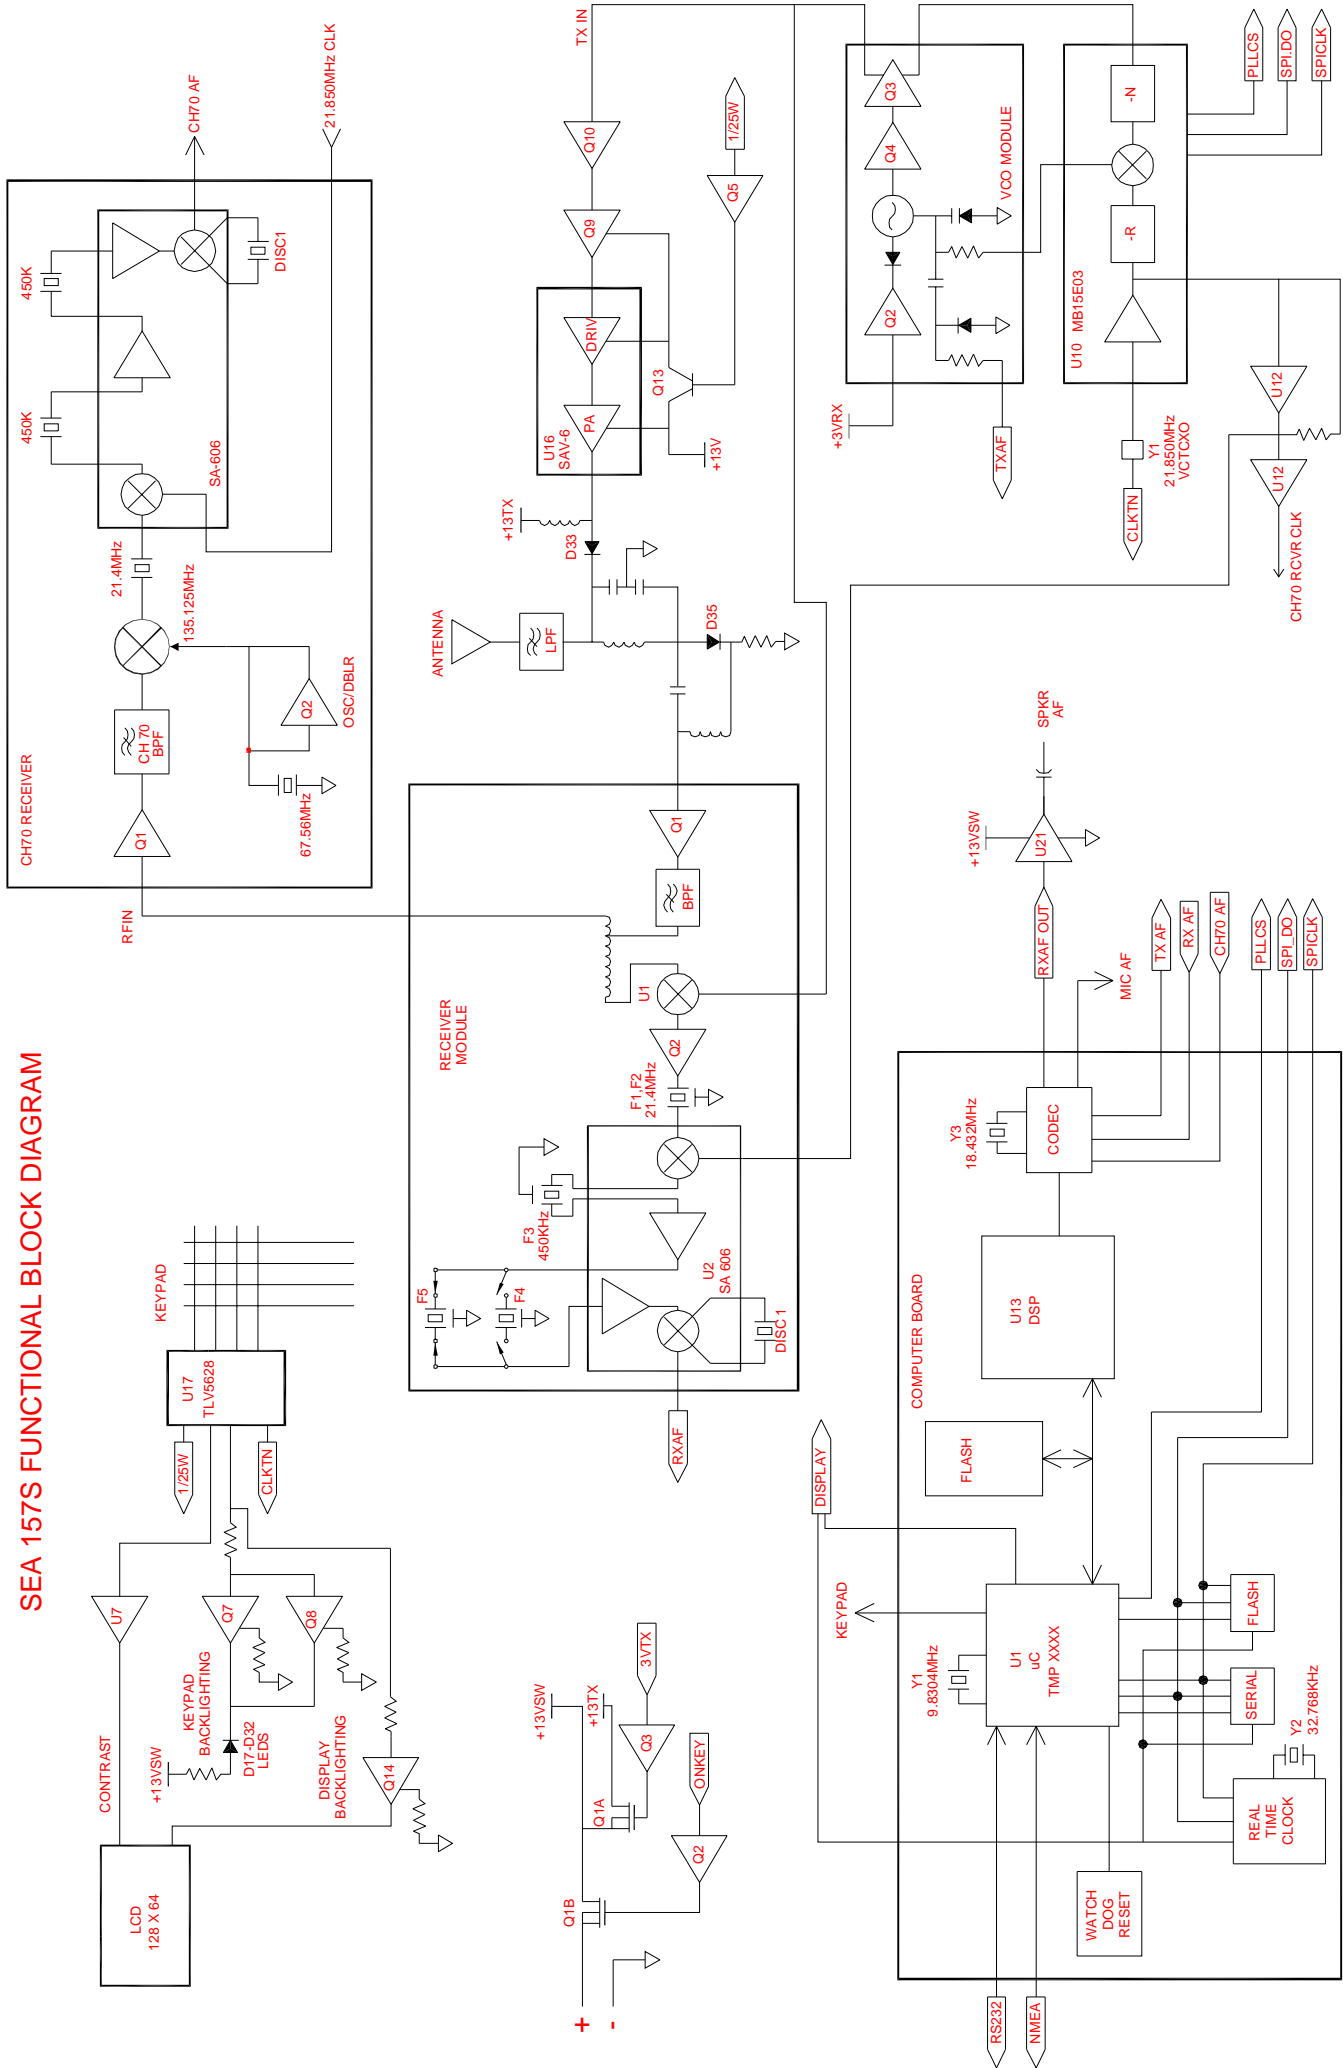 SEA 157S FUNCTIONAL BLOCK DIAGRAM
LCD
128 X 64
CONTRAST
U7
+13VSW
KEYPAD
BACKLIGHTING
D17-D32
LEDS
Q7
Q8
DISPLAY
BACKLIGHTING
Q14
1/25W
CLKTN
U17
TLV5628
KEYPAD
CH70 RECEIVER
RFIN
Q1
CH 70
BPF
67.56MHz
Q2
OSC/DBLR
135.125MHz
21.4MHz
SA-606
450K
450K
DISC1
CH70 AF
21.850MHz CLK
RECEIVER
MODULE
RXAF
F5
F4
F3
450KHz
U2
SA 606
DISC 1
F1,F2
21.4MHz
Q2
U1
BPF
Q1
ANTENNA
LPF
D35
D33
+13TX
U16
SAV-6
PA
DRIV
Q13
+13V
Q9
Q10
TX IN
Q5
1/25W
+
-
Q1B
+13VSW
Q1A
+13TX
Q3
3VTX
Q2
ONKEY
+3VRX
Q2
Q4
Q3
VCO MODULE
TXAF
U10 MB15E03
-R
-N
CLKTN
Y1
21.850MHz
VCTCXO
U12
U12
CH70 RCVR CLK
PLLCS
SPI.DO
SPICLK
COMPUTER BOARD
DISPLAY
KEYPAD
RS232
NMEA
Y1
9.8304MHz
U1
uC
TMP XXXX
WATCH
DOG
RESET
REAL
TIME
CLOCK
Y2
32.768KHz
SERIAL
FLASH
FLASH
U13
DSP
Y3
18.432MHz
CODEC
RXAF OUT
MIC AF
+13VSW
U21
SPKR
AF
TX AF
RX AF
CH70 AF
PLLCS
SPI_DO
SPICLK